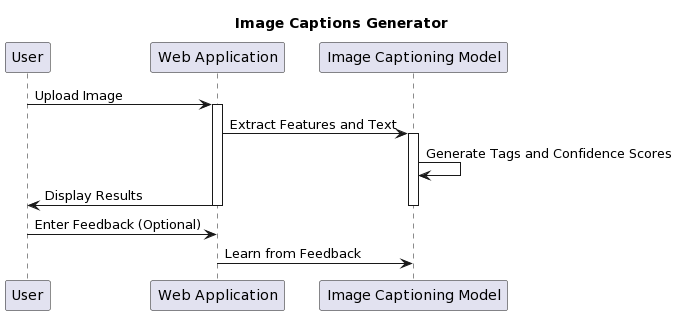 Image Captions Generator
User
Web Application
Image Captioning Model
Upload Image
Extract Features and Text
Generate Tags and Confidence Scores
Display Results
Enter Feedback (Optional)
Learn from Feedback
User
Web Application
Image Captioning Model